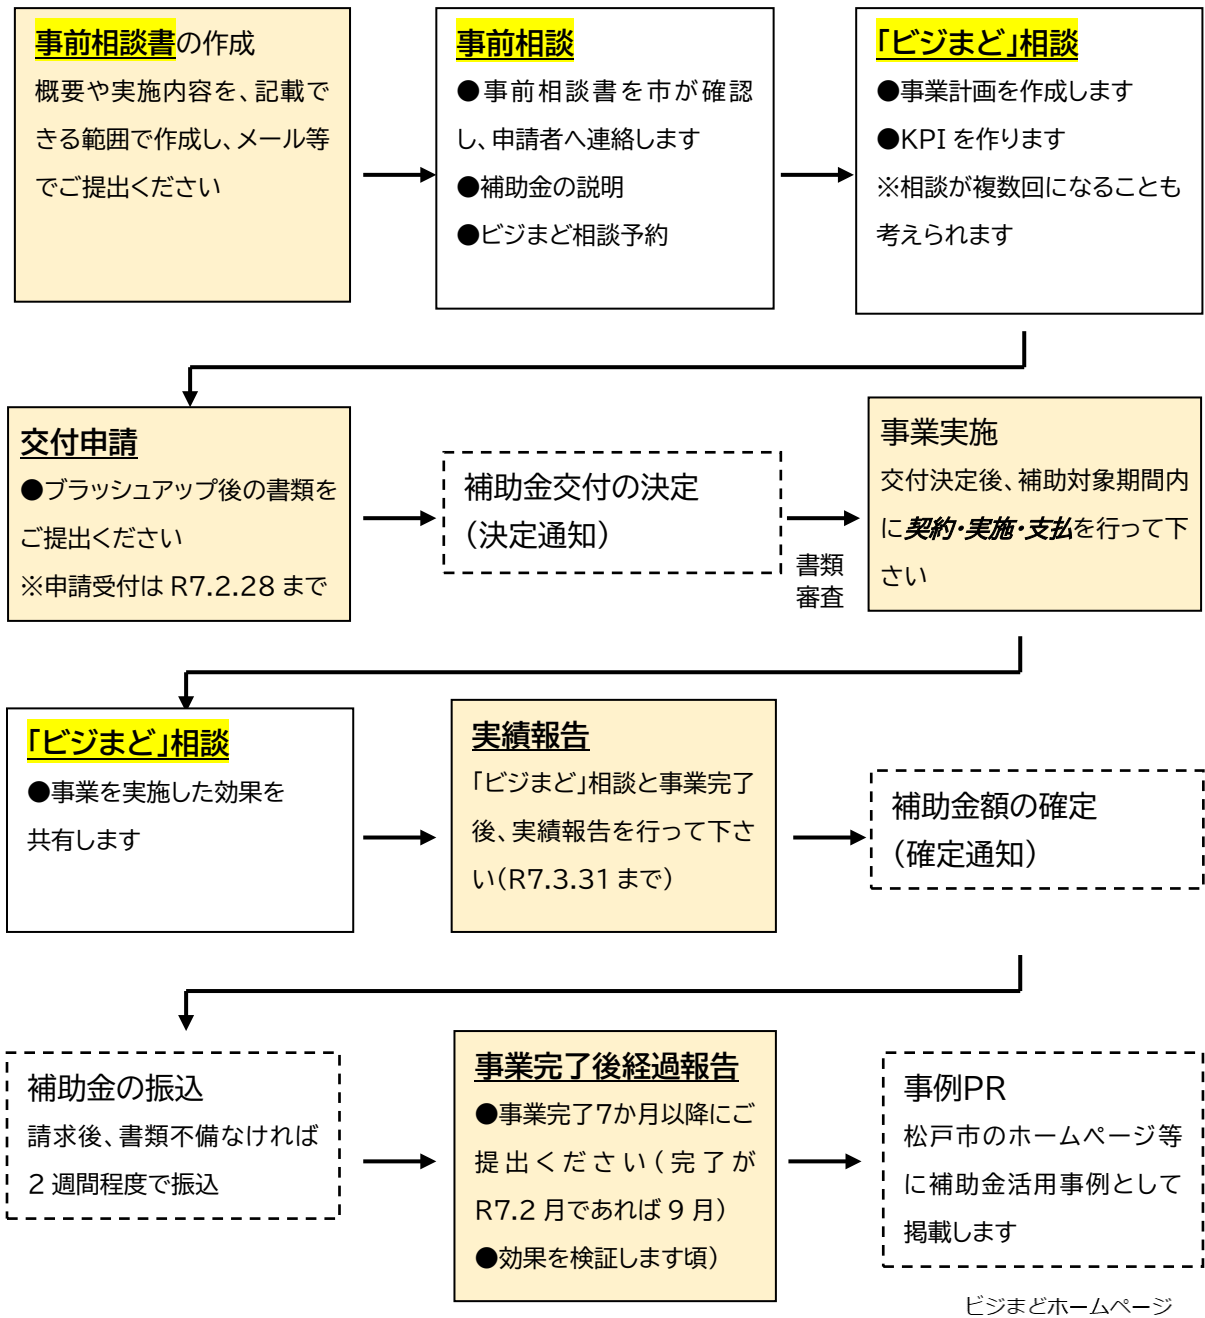 事前相談書の作成
概要や実施内容を、記載で
きる範囲で作成し、メール等
でご提出ください
事前相談
●事前相談書を市が確認
し、申請者へ連絡します
●補助金の説明
●ビジまど相談予約
「ビジまど」相談
●事業計画を作成します
●KPIを作ります
※相談が複数回になることも
考えられます
交付申請
●ブラッシュアップ後の書類を
ご提出ください
※申請受付は R7.2.28 まで
補助金交付の決定
（決定通知）
書類
審査
事業実施
交付決定後、補助対象期間内
に契約・実施・支払を行って下
さい
「ビジまど」相談
●事業を実施した効果を
共有します
実績報告
「ビジまど」相談と事業完了
後、実績報告を行って下さ
い（R7.3.31 まで）
補助金額の確定
（確定通知）
補助金の振込
請求後、書類不備なければ
2 週間程度で振込
事業完了後経過報告
●事業完了7か月以降にご
提出ください（完了が
R7.2 月であれば 9 月）
●効果を検証します頃）
事例PR
松戸市のホームページ等
に補助金活用事例として
掲載します
ビジまどホームページ